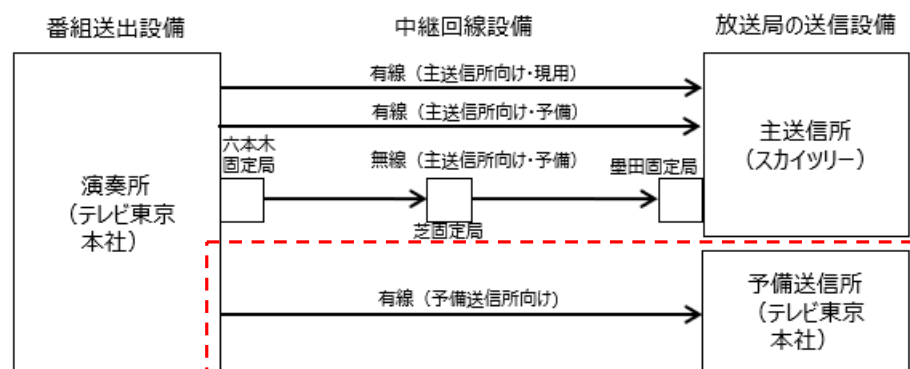 番組送出設備
中継回線設備
放送局の送信設備
有線（主送信所向け・現用）
有線（主送信所向け・予備）
六本木
固定局
無線（主送信所向け・予備）
墨田固定局
主送信所
（スカイツリー）
演奏所
（テレビ東京
本社）
芝固定局
有線（予備送信所向け）
予備送信所
（テレビ東京
本社）